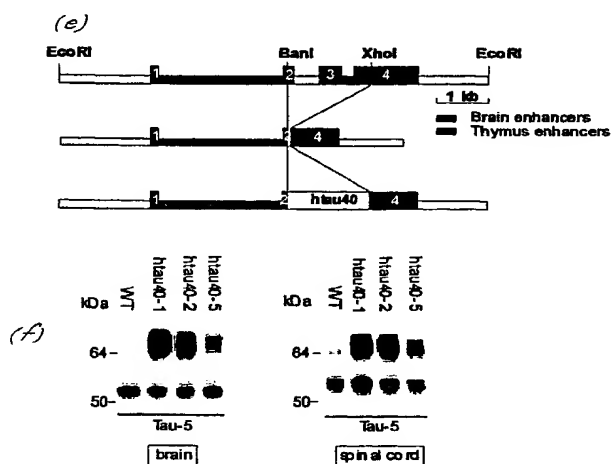 (e)
EcoRI BanI XhoI EcoRI
1 2 3 4
1 kb
Brain enhancers
Thymus enhancers
1 2 4
1 2 htau40 4
(f)
kDa WT htau40-1 htau40-2 htau40-5 kDa WT htau40-1 htau40-2 htau40-5
64 64
50 50
Tau-5 Tau-5
brain spinal cord